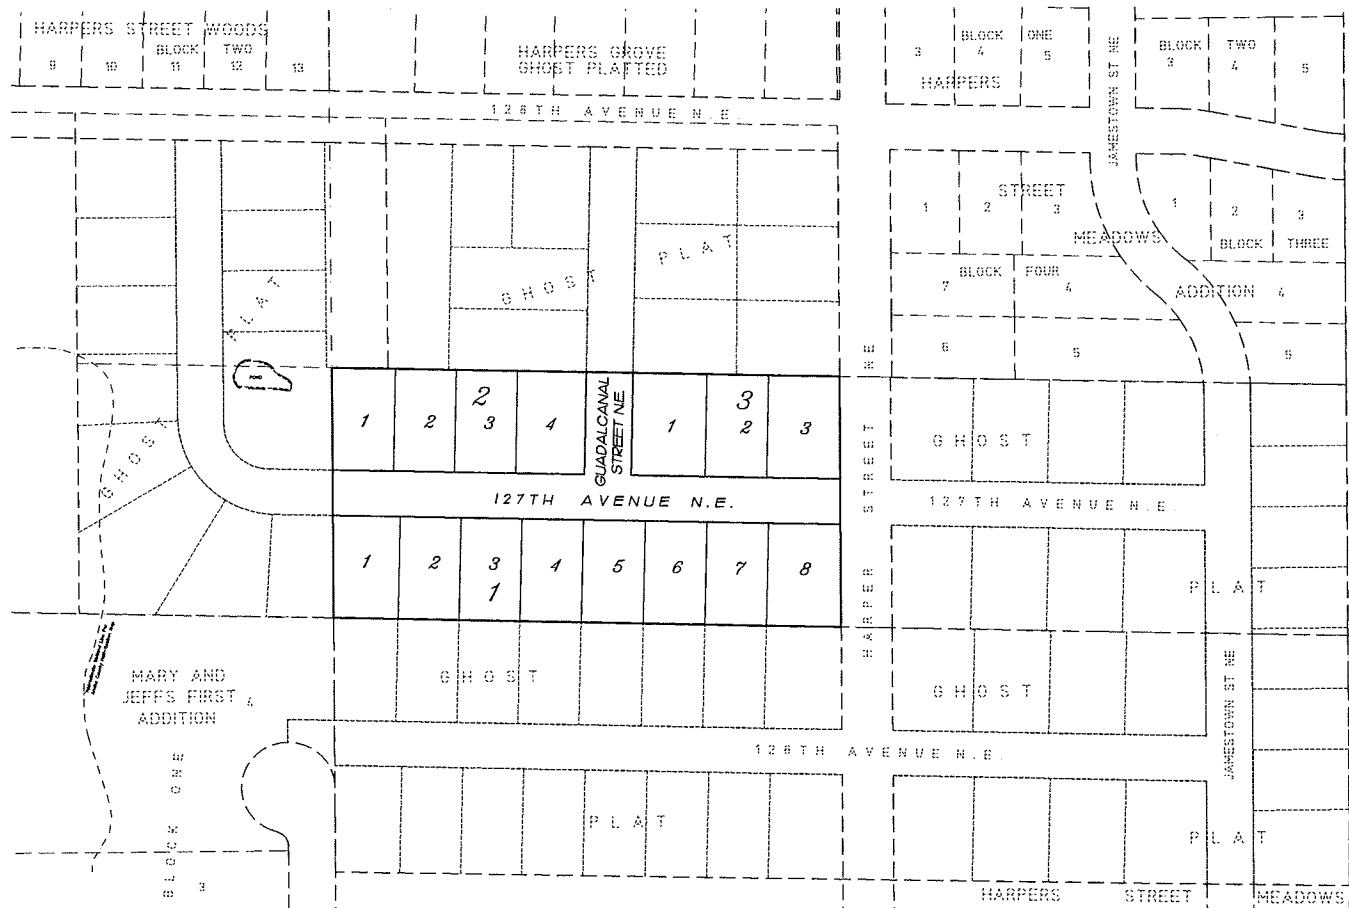 HARPERS STREET WOODS
BLOCK TWO
9 10 11 12 13
HARPERS GROVE
GHOST PLATTED
BLOCK ONE
3 4 5
HARPERS
JAMESTOWN ST NE
BLOCK TWO
3 4 5
128TH AVENUE N.E.
STREET
1 2 3
MEADOWS
1 2 3
BLOCK THREE
BLOCK FOUR
7 4
ADDITION 4
6 5
5
GHOST PLAT
PLAT
GHOST
POND
2
1 2 3 4
GUADALCANAL
STREET N.E.
3
1 2 3
127TH AVENUE N.E.
1 2 3 4 5 6 7 8
1
HARPER STREET NE
GHOST
127TH AVENUE N.E.
PLAT
MARY AND
JEFFS FIRST 4
ADDITION
BLOCK ONE
3
GHOST
GHOST
JAMESTOWN ST NE
126TH AVENUE N.E.
PLAT
PLAT
HARPERS STREET MEADOWS